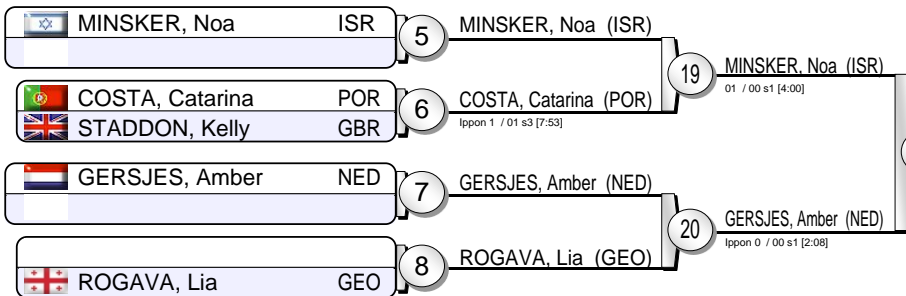 MINSKER, Noa ISR
5
MINSKER, Noa (ISR)
19
MINSKER, Noa (ISR)
01 / 00 s1 [4:00]
COSTA, Catarina POR
STADDON, Kelly GBR
6
COSTA, Catarina (POR)
Ippon 1 / 01 s3 [7:53]
GERSJES, Amber NED
7
GERSJES, Amber (NED)
20
GERSJES, Amber (NED)
Ippon 0 / 00 s1 [2:08]
ROGAVA, Lia GEO
8
ROGAVA, Lia (GEO)